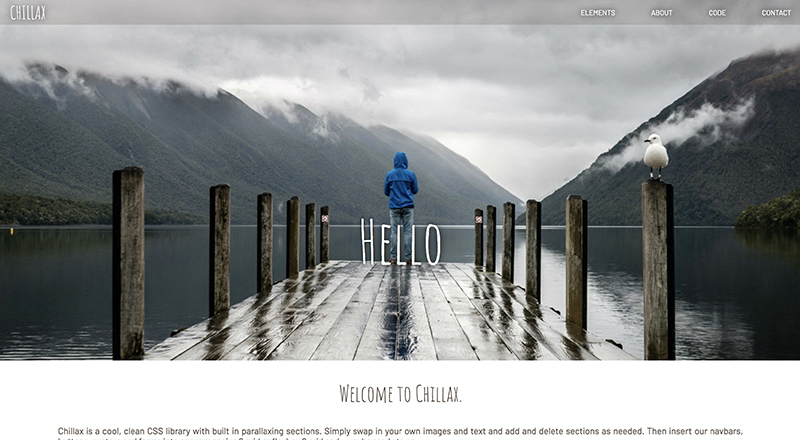 CHILLAX
ELEMENTS
ABOUT
CODE
CONTACT
HELLO
WELCOME TO CHILLAX.
Chillax is a cool, clean CSS library with built in parallaxing sections. Simply swap in your own images and text and add and delete sections as needed. Then insert our navbars,